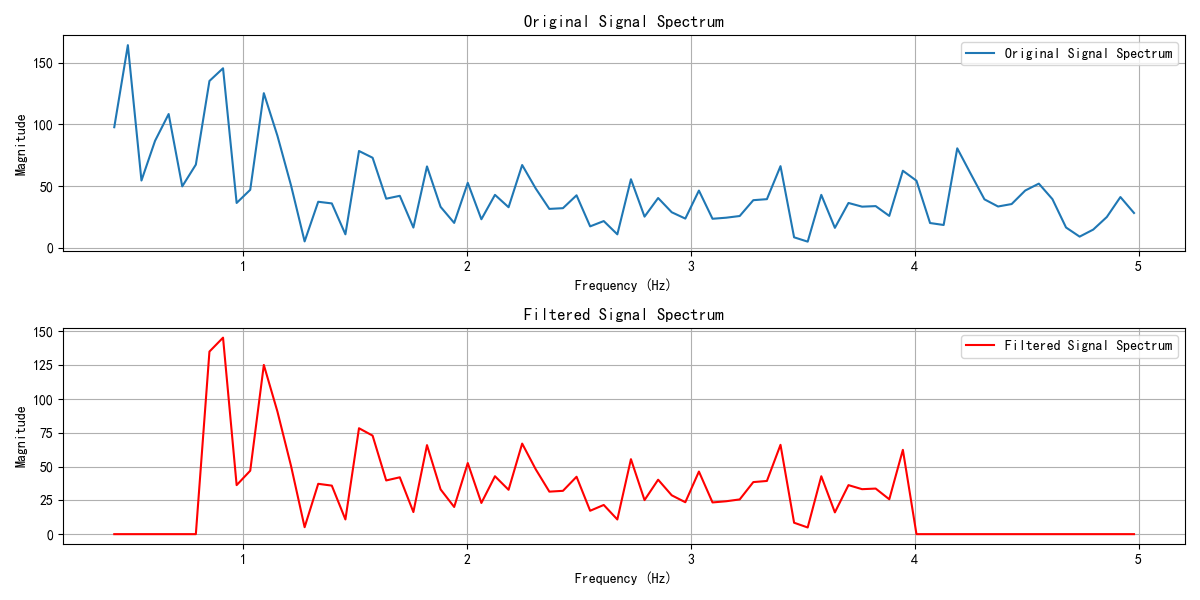 Original Signal Spectrum
Original Signal Spectrum
Magnitude
150
100
50
0
1 2 3 4 5
Frequency (Hz)
Filtered Signal Spectrum
Filtered Signal Spectrum
Magnitude
150
125
100
75
50
25
0
1 2 3 4 5
Frequency (Hz)